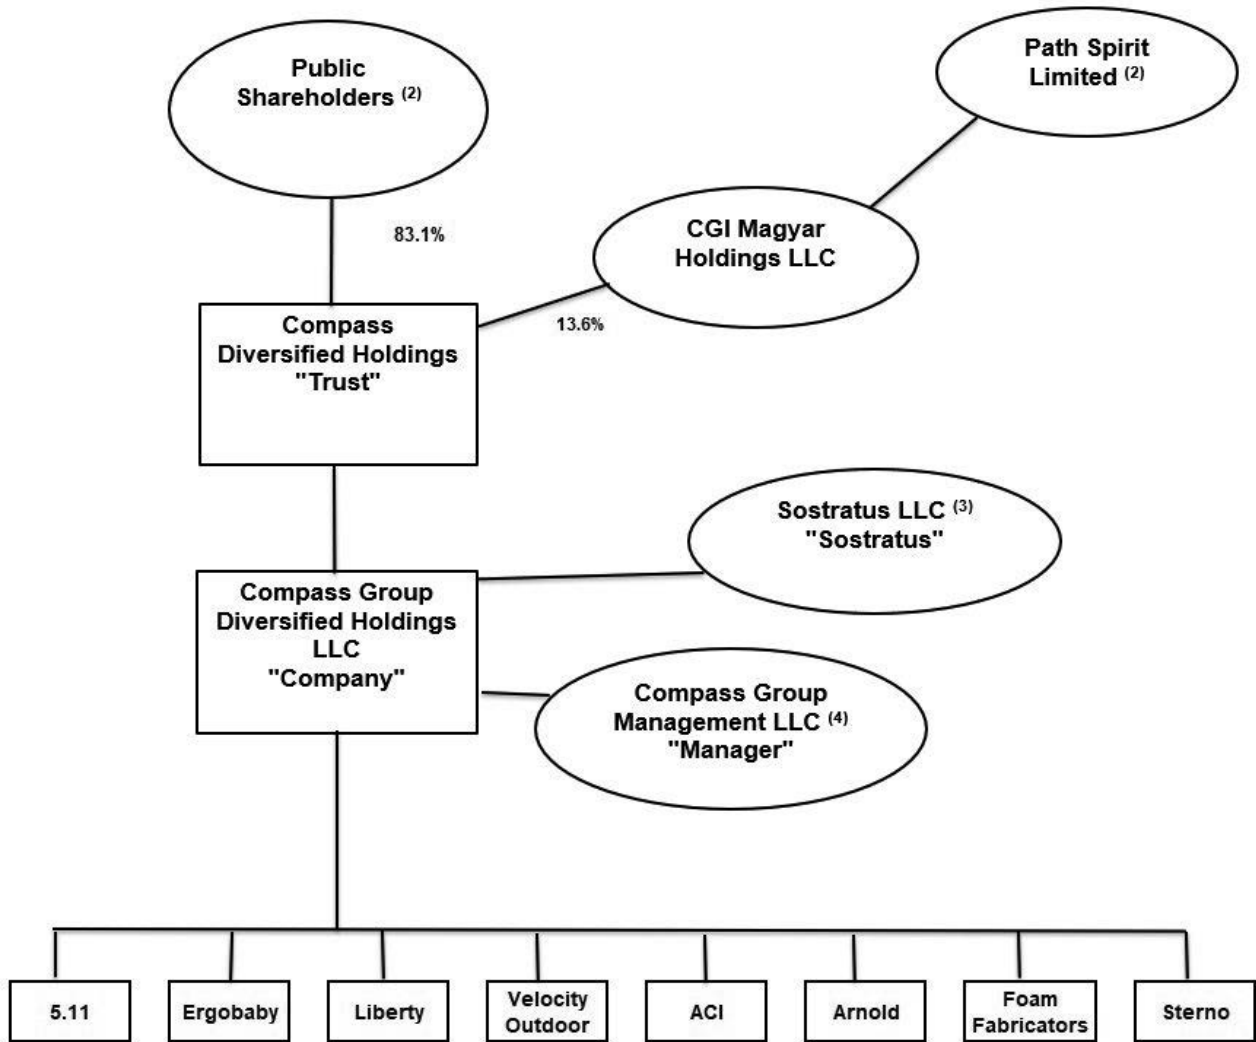 Public
Shareholders (2)
Path Spirit
Limited (2)
CGI Magyar
Holdings LLC
83.1%
13.6%
Compass
Diversified Holdings
"Trust"
Sostratus LLC (3)
"Sostratus"
Compass Group
Diversified Holdings
LLC
"Company"
Compass Group
Management LLC (4)
"Manager"
5.11
Ergobaby
Liberty
Velocity
Outdoor
ACI
Arnold
Foam
Fabricators
Sterno